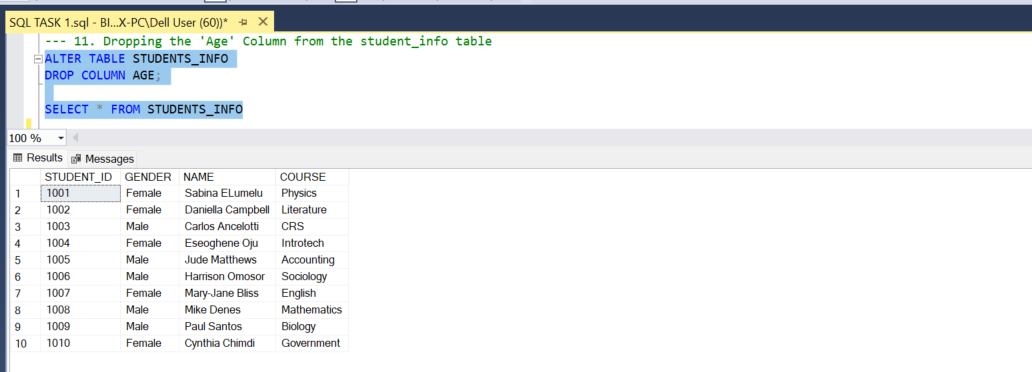 SQL TASK 1.sql - BI...X-PC\Dell User (60))*
--- 11. Dropping the 'Age' Column from the student_info table
ALTER TABLE STUDENTS_INFO
DROP COLUMN AGE;
SELECT * FROM STUDENTS_INFO
100 %
Results Messages
STUDENT_ID GENDER NAME COURSE
1 1001 Female Sabina ELumelu Physics
2 1002 Female Daniella Campbell Literature
3 1003 Male Carlos Ancelotti CRS
4 1004 Female Eseoghene Oju Introtech
5 1005 Male Jude Matthews Accounting
6 1006 Male Harrison Omosor Sociology
7 1007 Female Mary-Jane Bliss English
8 1008 Male Mike Denes Mathematics
9 1009 Male Paul Santos Biology
10 1010 Female Cynthia Chimdi Government